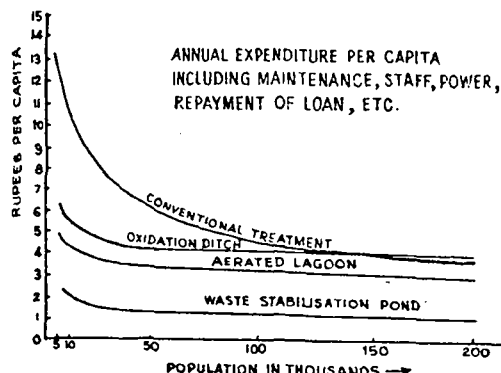 ANNUAL EXPENDITURE PER CAPITA
INCLUDING MAINTENANCE, STAFF, POWER,
REPAYMENT OF LOAN, ETC.
RUPEES PER CAPITA
15
14
13
12
11
10
9
8
7
6
5
4
3
2
1
0
CONVENTIONAL TREATMENT
OXIDATION DITCH
AERATED LAGOON
WASTE STABILISATION POND
5 10 50 100 150 200
POPULATION IN THOUSANDS